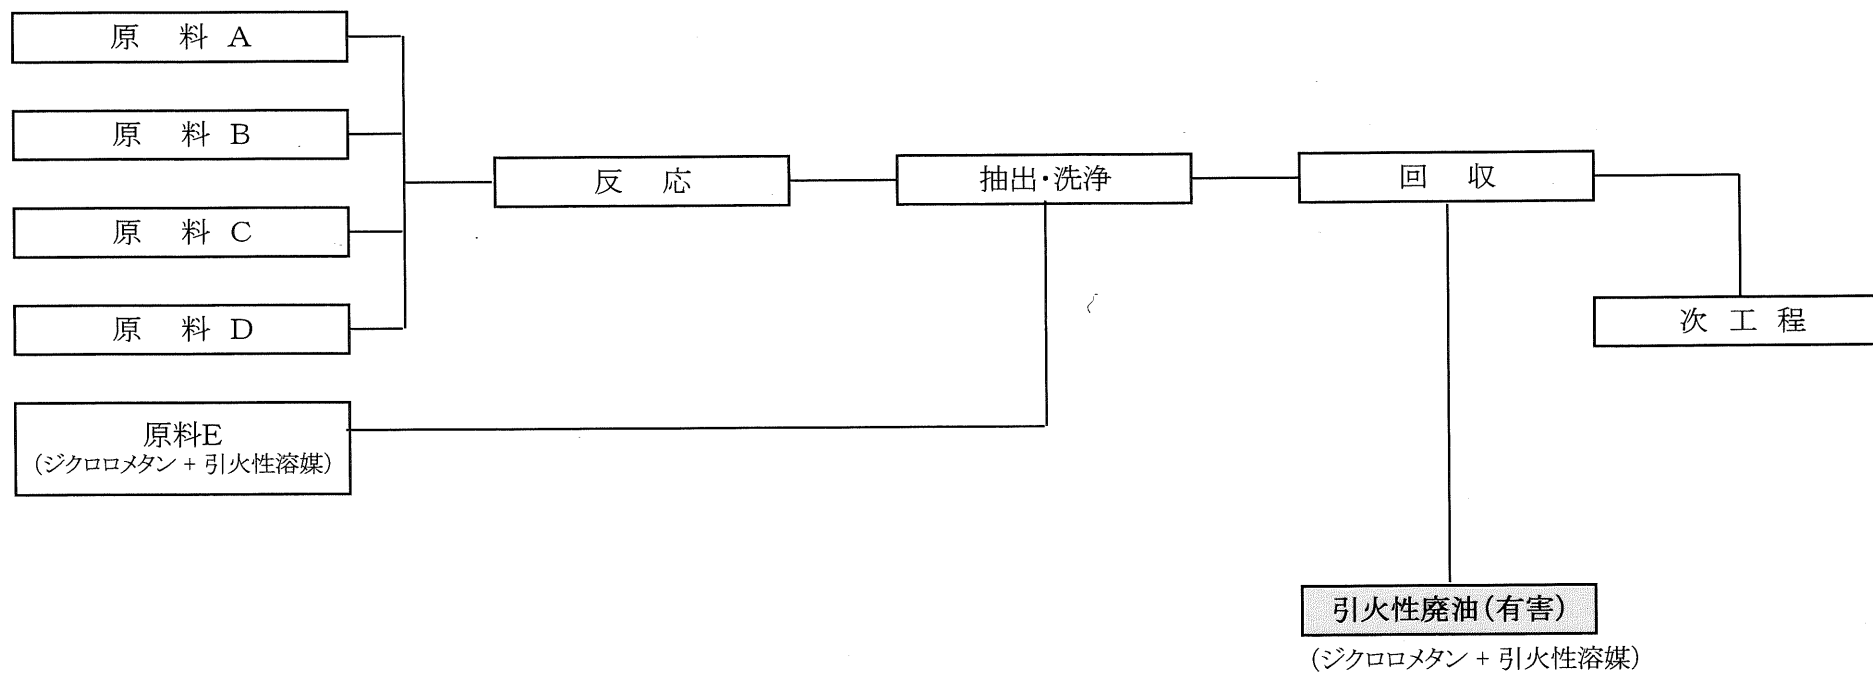 原 料 A
原 料 B
原 料 C
原 料 D
原料E
(ジクロロメタン + 引火性溶媒)
反 応
抽出・洗浄
回 収
次 工 程
引火性廃油(有害)
(ジクロロメタン + 引火性溶媒)